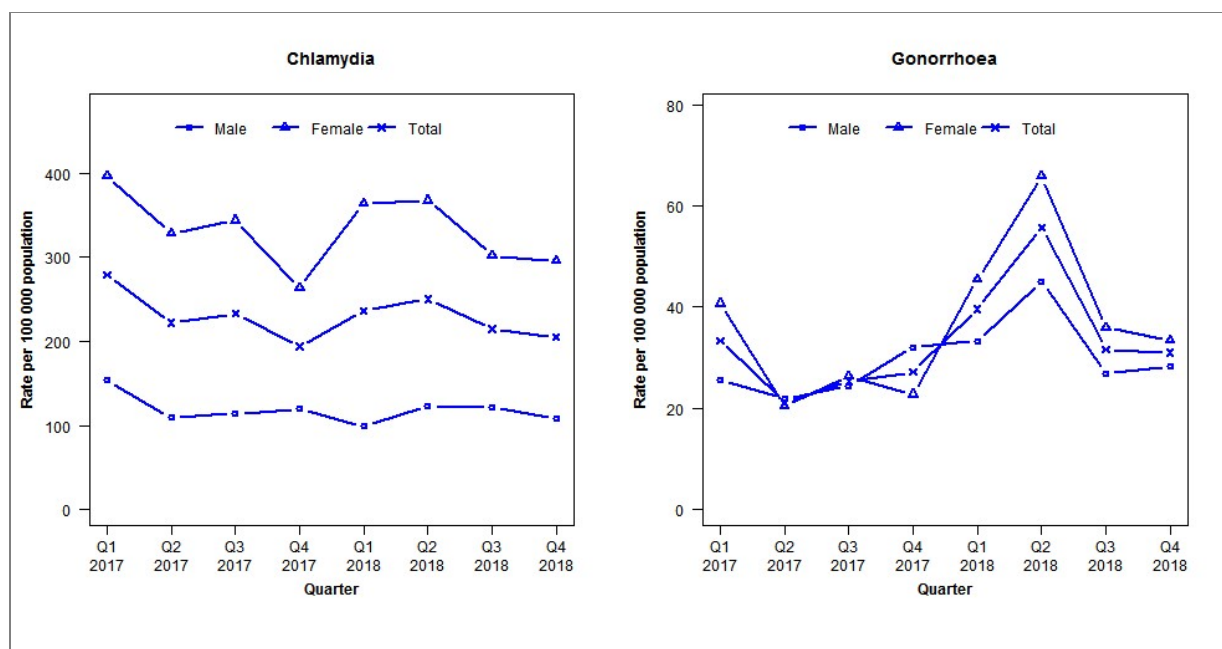 Chlamydia
Male Female Total
400
300
200
100
0
Rate per 100 000 population
Q1 Q2 Q3 Q4 Q1 Q2 Q3 Q4
2017 2017 2017 2017 2018 2018 2018 2018
Quarter
Gonorrhoea
Male Female Total
80
60
40
20
0
Rate per 100 000 population
Q1 Q2 Q3 Q4 Q1 Q2 Q3 Q4
2017 2017 2017 2017 2018 2018 2018 2018
Quarter